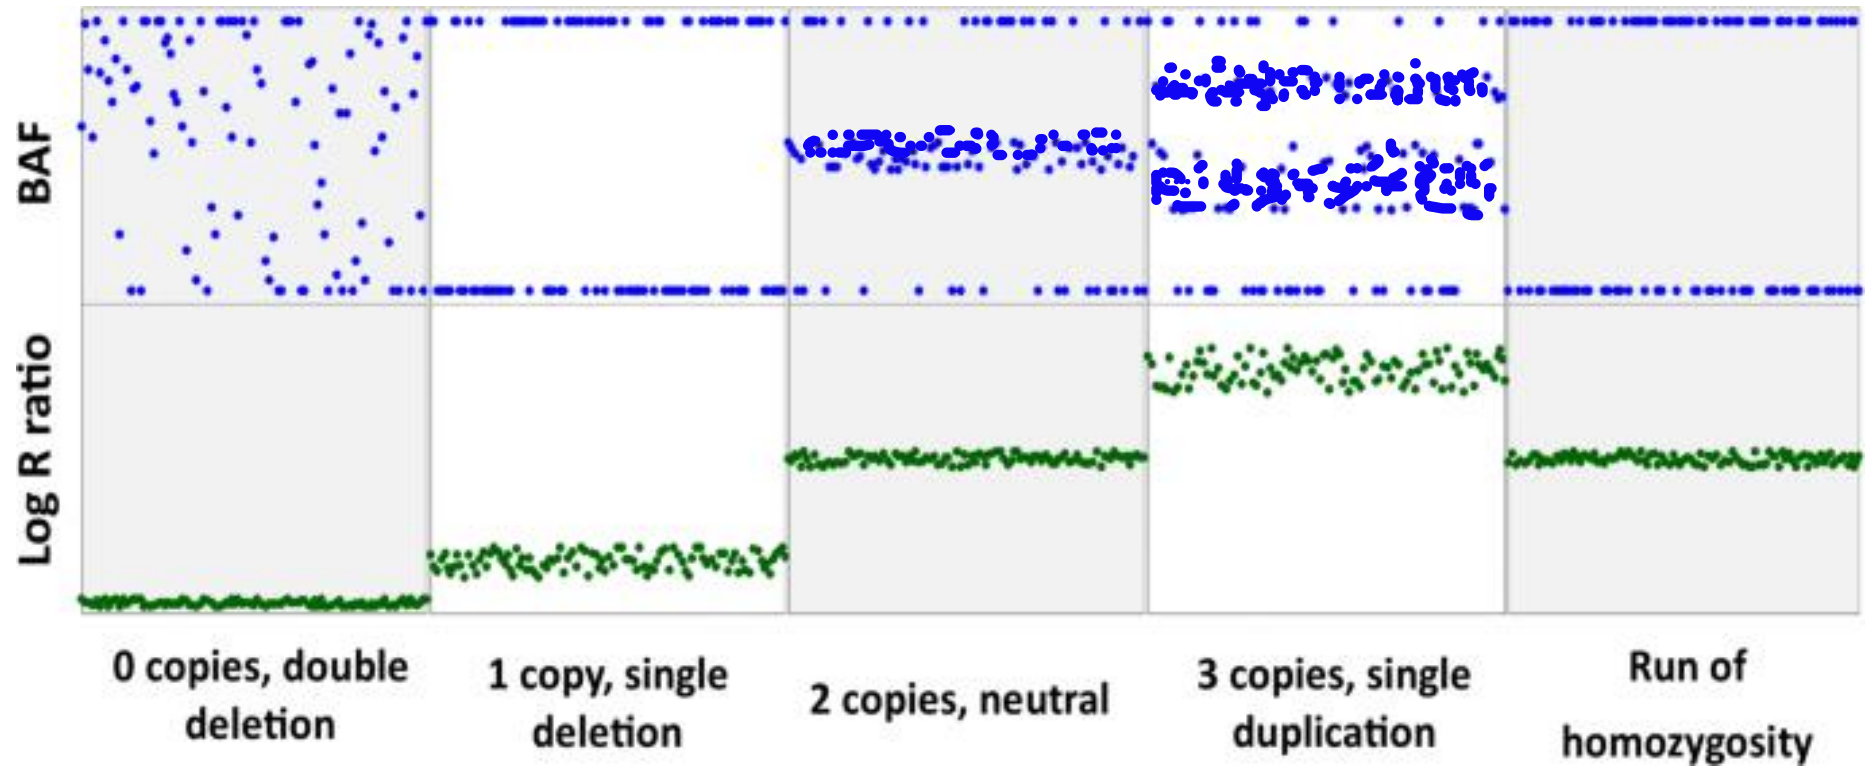 BAF
Log R ratio
0 copies, double
deletion
1 copy, single
deletion
2 copies, neutral
3 copies, single
duplication
Run of
homozygosity